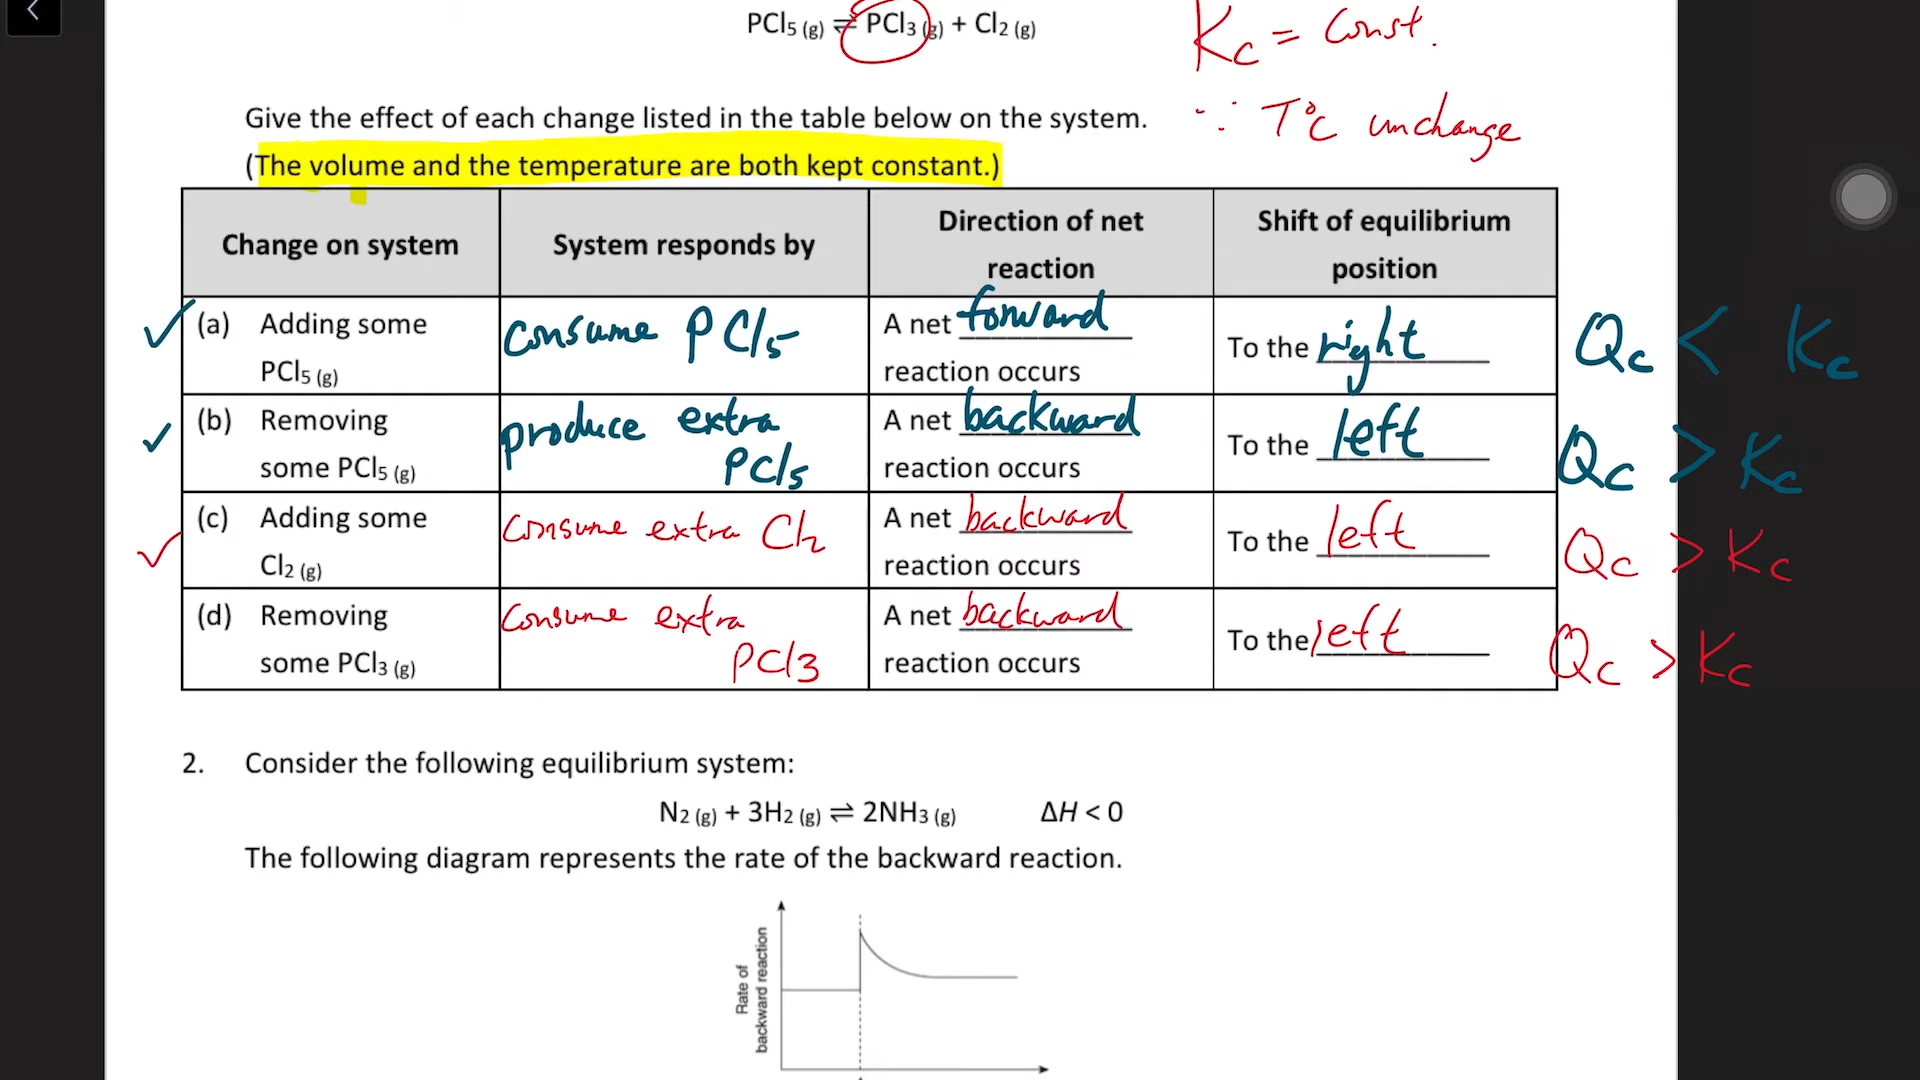 PCl5 (g) ⇌ PCl3 (g) + Cl2 (g)
Kc = Const.
∵ T°C unchange
Give the effect of each change listed in the table below on the system.
(The volume and the temperature are both kept constant.)
Change on system
System responds by
Direction of net
reaction
Shift of equilibrium
position
(a) Adding some
PCl5 (g)
consume PCl5
A net forward
reaction occurs
To the right
Qc < Kc
(b) Removing
some PCl5 (g)
produce extra
PCl5
A net backward
reaction occurs
To the left
Qc > Kc
(c) Adding some
Cl2 (g)
Consume extra Cl2
A net backward
reaction occurs
To the left
Qc > Kc
(d) Removing
some PCl3 (g)
Consume extra
PCl3
A net backward
reaction occurs
To the left
Qc > Kc
2. Consider the following equilibrium system:
N2 (g) + 3H2 (g) ⇌ 2NH3 (g) ΔH < 0
The following diagram represents the rate of the backward reaction.
Rate of
backward reaction